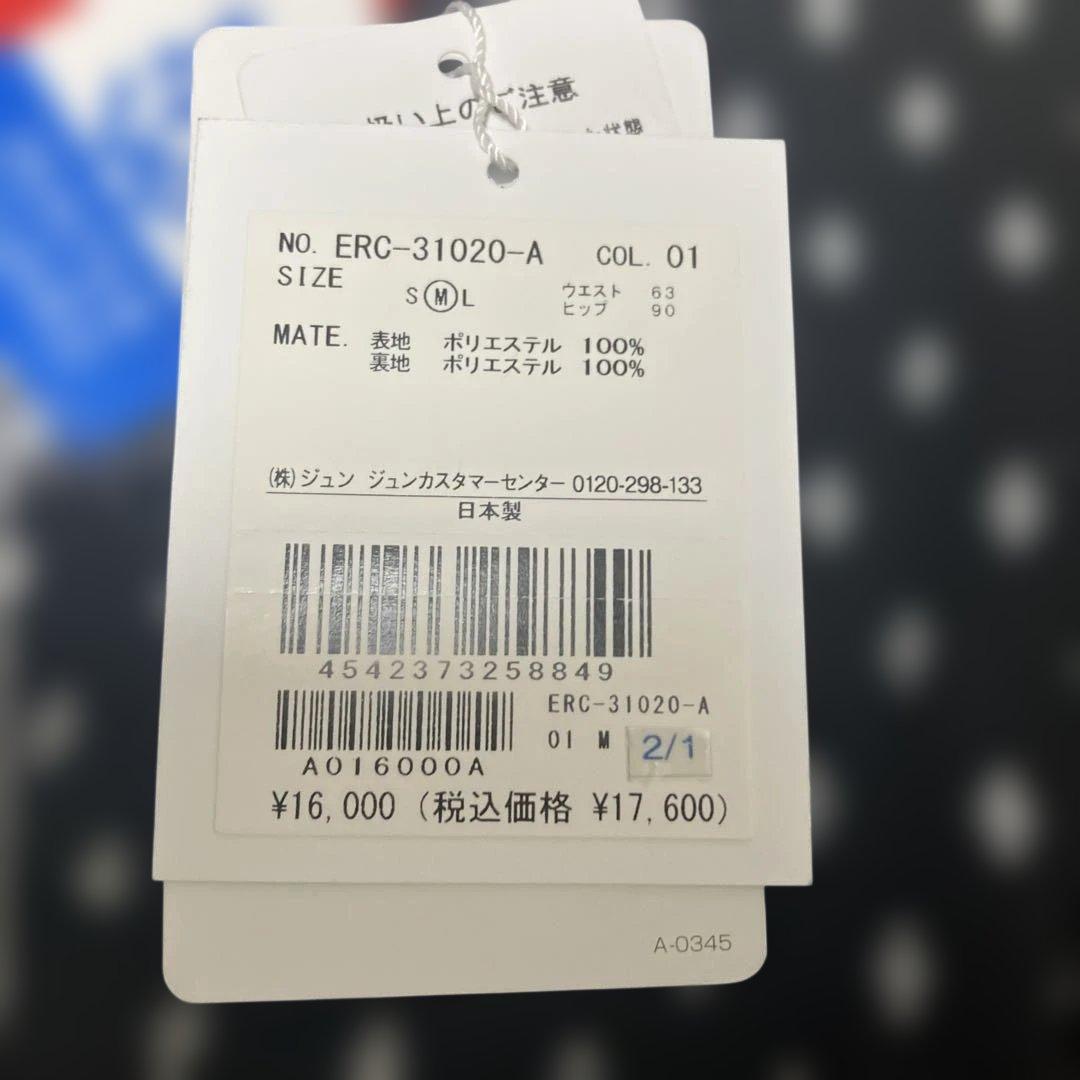 い上のご注意
状態
NO. ERC-31020-A COL. 01
SIZE
S M L ウエスト 63
ヒップ 90
MATE. 表地 ポリエステル 100%
裏地 ポリエステル 100%
(株)ジュン ジュンカスタマーセンター 0120-298-133
日本製
4542373258849
ERC-31020-A
01 M 2/1
A016000A
¥16,000 (税込価格 ¥17,600)
A-0345